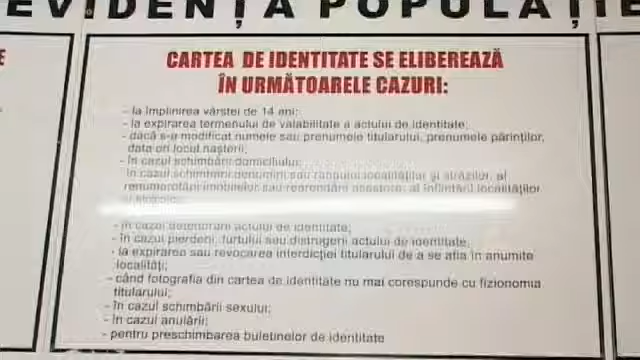 EVIDENȚA POPULAȚIE
E
CARTEA DE IDENTITATE SE ELIBEREAZĂ
ÎN URMĂTOARELE CAZURI:
- la împlinirea vârstei de 14 ani;
- la expirarea termenului de valabilitate a actului de identitate;
- dacă s-a modificat numele sau prenumele titularului, prenumele părinților,
data ori locul nașterii;
- în cazul schimbării domiciliului;
- în cazul schimbării denumirii sau rangului localităților și străzilor, al
renumerotării imobilelor sau rearondării acestora, al înființării localităților
- în cazul deteriorării actului de identitate;
- în cazul pierderii, furtului sau distrugerii actului de identitate;
- la expirarea sau revocarea interdicției titularului de a se afla în anumite
localități;
- când fotografia din cartea de identitate nu mai corespunde cu fizionomia
titularului;
- în cazul schimbării sexului;
- în cazul anulării;
- pentru preschimbarea buletinelor de identitate